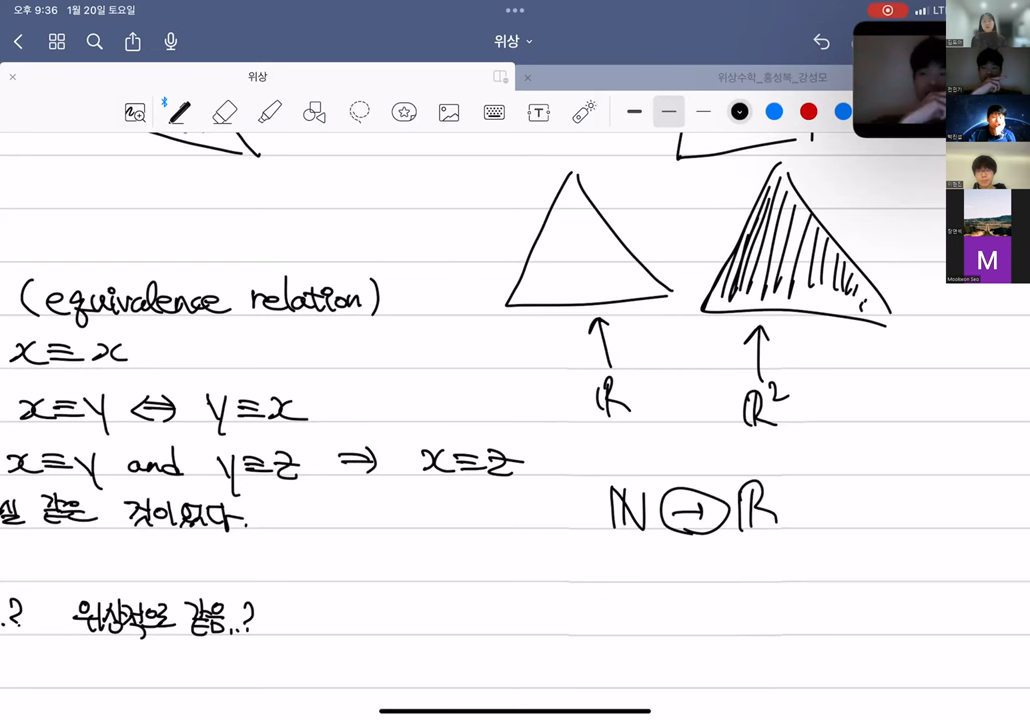 오후 9:36 1월 20일 토요일
LT
위상
위상
위상수학_홍성복_강성모
(equivalence relation)
x≡x
x≡y ⇔ y≡x
x≡y and y≡z ⇒ x≡z
실 같은 것이었다.
.? 위상적으로 같음..?
ℝ
ℝ²
ℕ → ℝ
M
Mookwon Seo